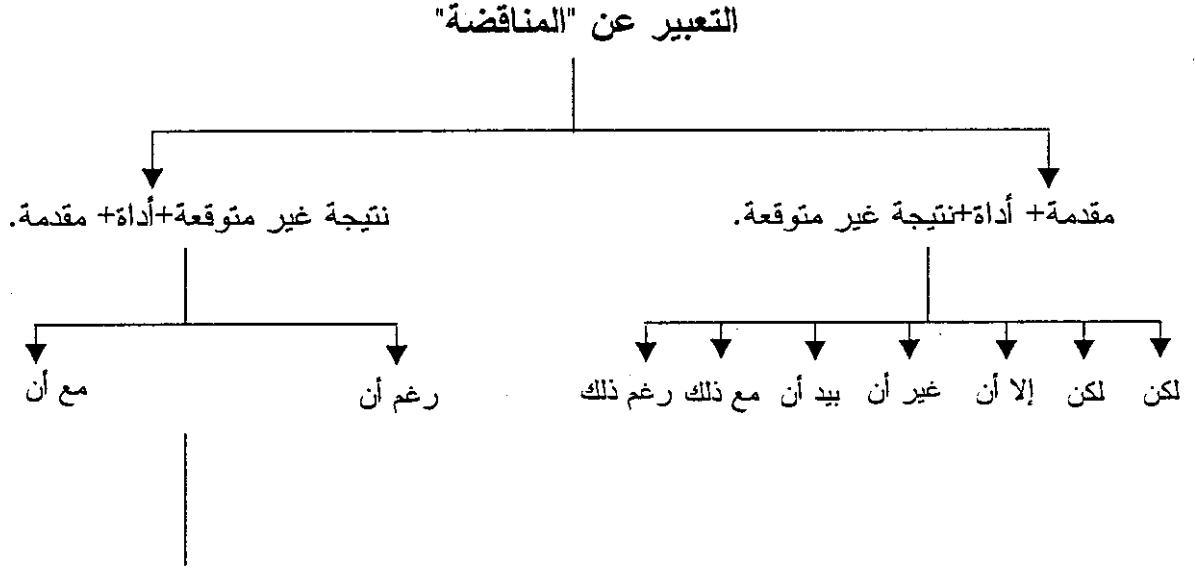 التعبير عن "المناقضة"
مقدمة+ أداة+نتيجة غير متوقعة.
نتيجة غير متوقعة+أداة+ مقدمة.
لكن لكن إلا أن غير أن بيد أن مع ذلك رغم ذلك
رغم أن مع أن